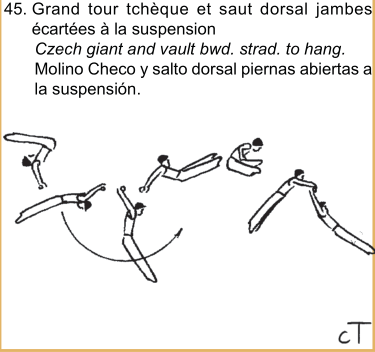 45. Grand tour tchèque et saut dorsal jambes
écartées à la suspension
Czech giant and vault bwd. strad. to hang.
Molino Checo y salto dorsal piernas abiertas a
la suspensión.
cT